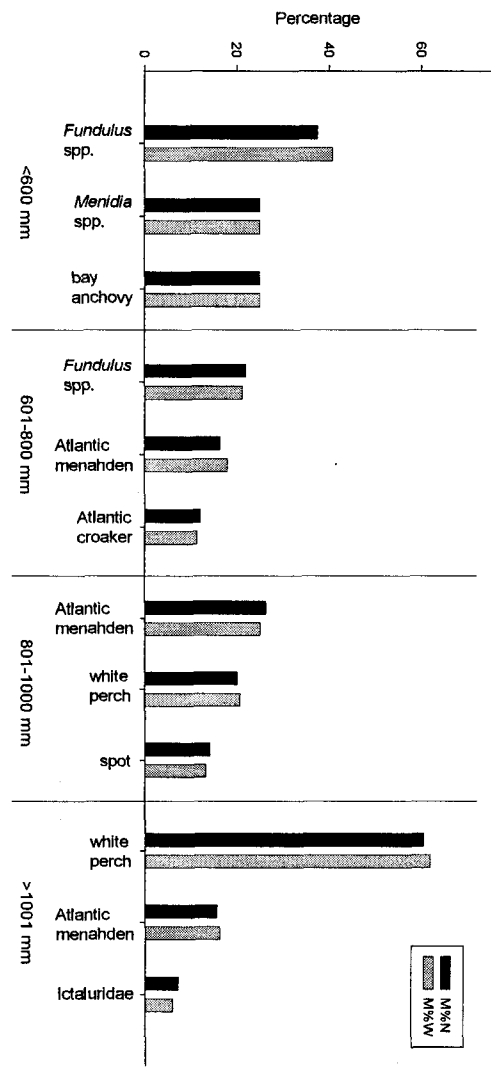 Percentage
0
20
40
60
Fundulus
spp.
Menidia
spp.
bay
anchovy
<600 mm
Fundulus
spp.
Atlantic
menahden
Atlantic
croaker
601-800 mm
Atlantic
menahden
white
perch
spot
801-1000 mm
white
perch
Atlantic
menahden
Ictaluridae
>1001 mm
M%N
M%W